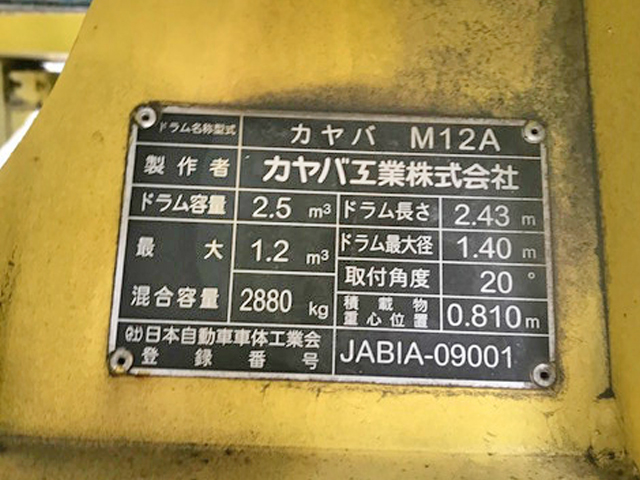 ドラム名称型式 カヤバ M12A
製作者 カヤバ工業株式会社
ドラム容量 2.5 m³ ドラム長さ 2.43 m
最大 1.2 m³ ドラム最大径 1.40 m
取付角度 20°
混合容量 2880 kg 積載物 0.810 m
重心位置
(社)日本自動車車体工業会 JABIA-09001
登録番号